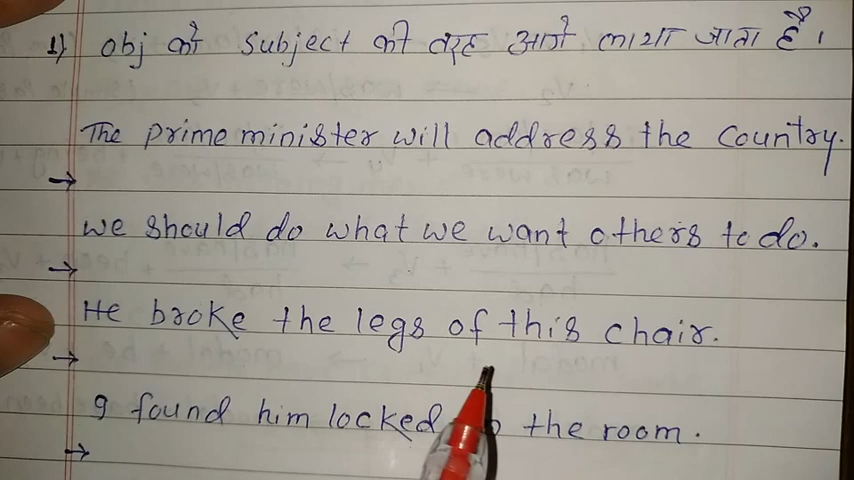 1) obj को subject की तरह आगे लाया जाता है।
The prime minister will address the country.
→
we should do what we want others to do.
→
He broke the legs of this chair.
→
I found him locked the room.
→